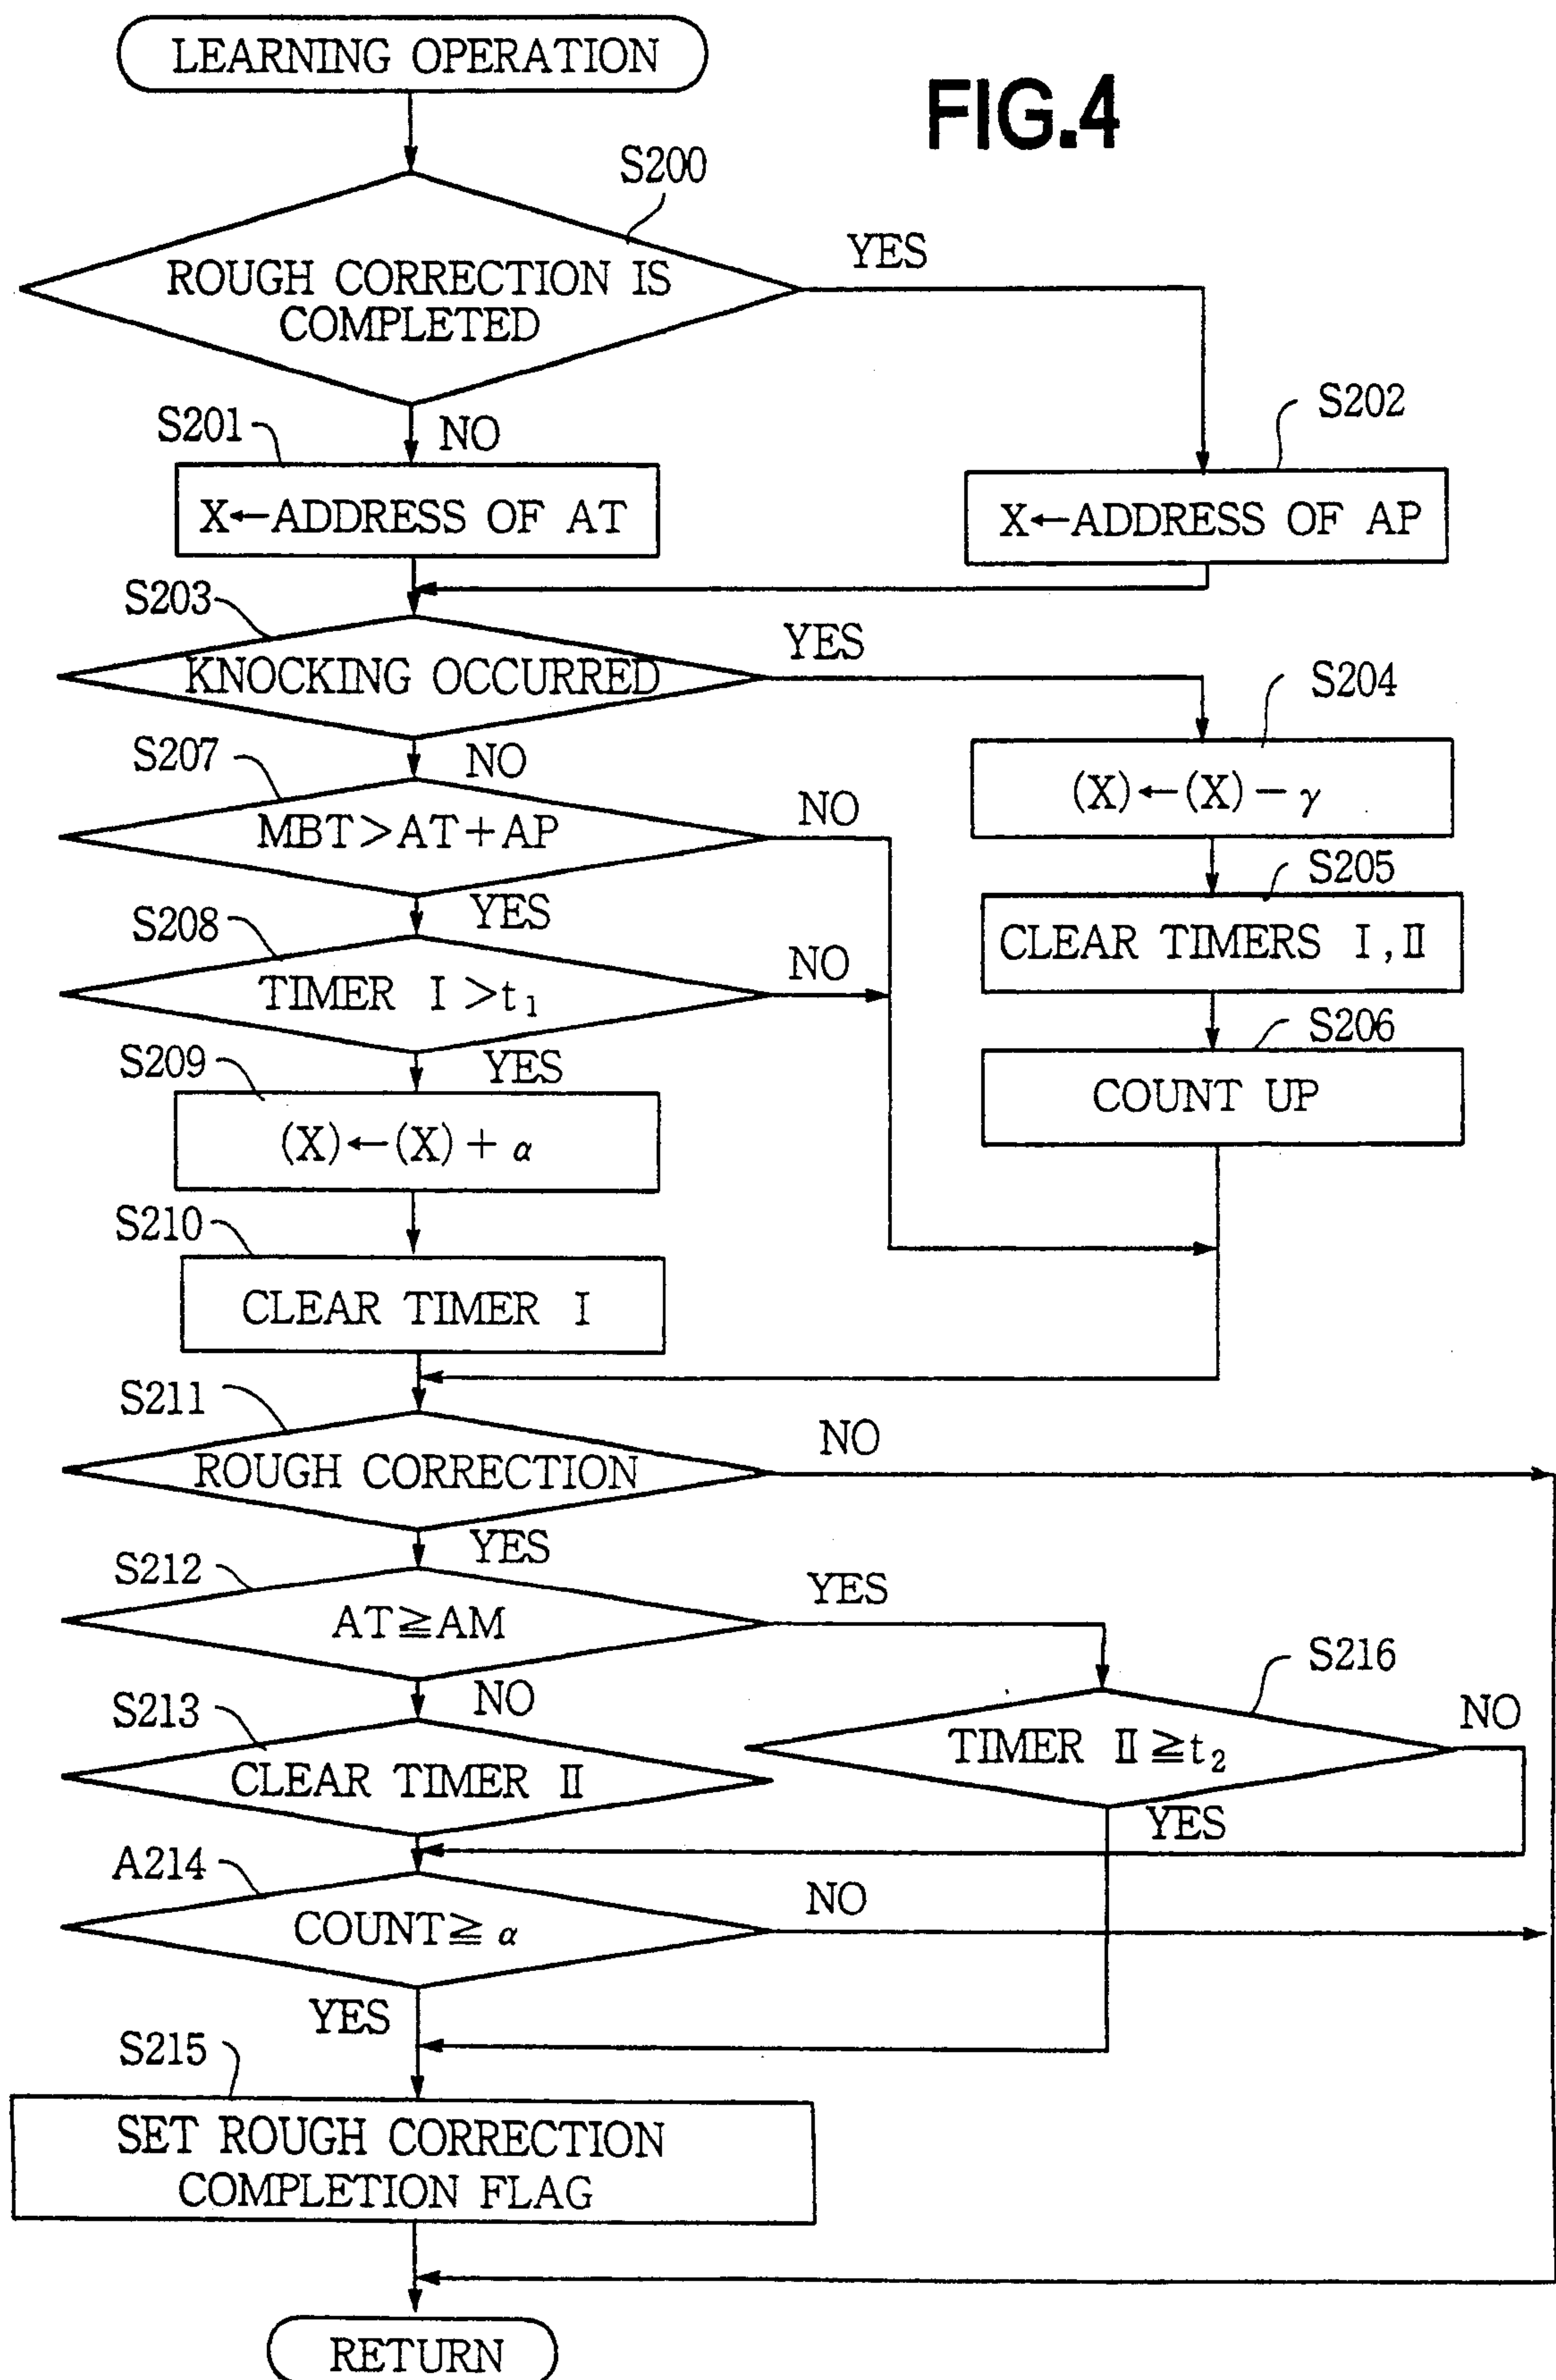 LEARNING OPERATION
FIG.4
S200
ROUGH CORRECTION IS
COMPLETED
YES
NO
S201
X←ADDRESS OF AT
S202
X←ADDRESS OF AP
S203
KNOCKING OCCURRED
YES
NO
S204
(X)←(X)−γ
S205
CLEAR TIMERS I,II
S206
COUNT UP
S207
MBT>AT+AP
NO
YES
S208
TIMER I >t₁
NO
YES
S209
(X)←(X)+α
S210
CLEAR TIMER I
S211
ROUGH CORRECTION
NO
YES
S212
AT≧AM
YES
NO
S213
CLEAR TIMER II
S216
TIMER II≧t₂
NO
YES
A214
COUNT≧α
NO
YES
S215
SET ROUGH CORRECTION
COMPLETION FLAG
RETURN